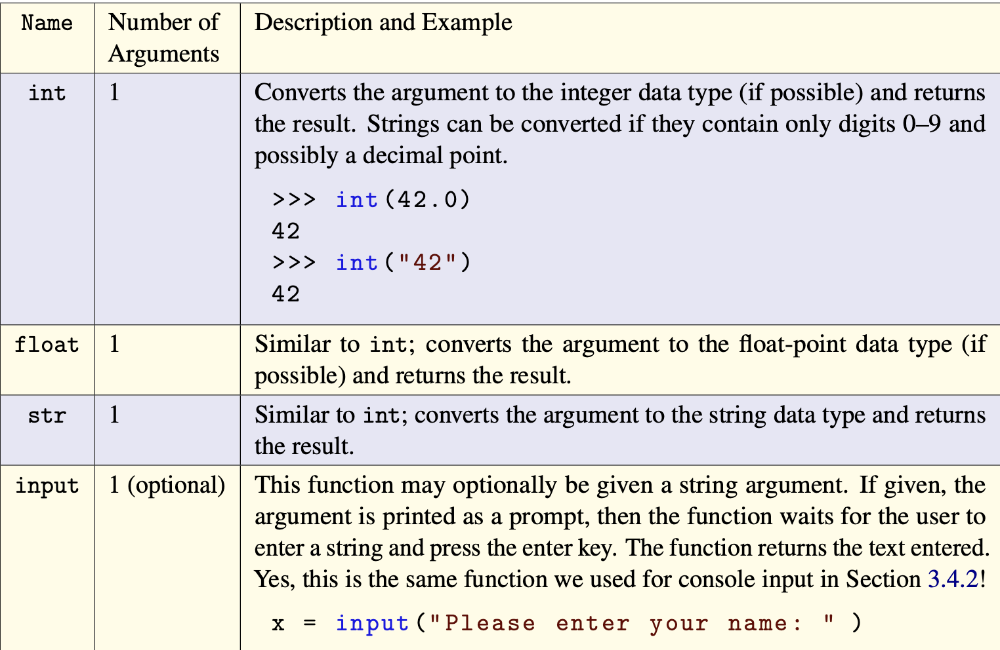 Name Number of Arguments Description and Example
int 1 Converts the argument to the integer data type (if possible) and returns
the result. Strings can be converted if they contain only digits 0–9 and
possibly a decimal point.
>>> int(42.0)
42
>>> int("42")
42
float 1 Similar to int; converts the argument to the float-point data type (if
possible) and returns the result.
str 1 Similar to int; converts the argument to the string data type and returns
the result.
input 1 (optional) This function may optionally be given a string argument. If given, the
argument is printed as a prompt, then the function waits for the user to
enter a string and press the enter key. The function returns the text entered.
Yes, this is the same function we used for console input in Section 3.4.2!
x = input("Please enter your name: " )